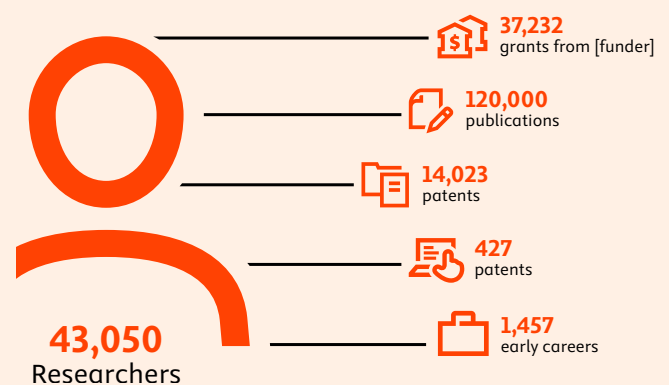 37,232
grants from [funder]
120,000
publications
14,023
patents
427
patents
1,457
early careers
43,050
Researchers